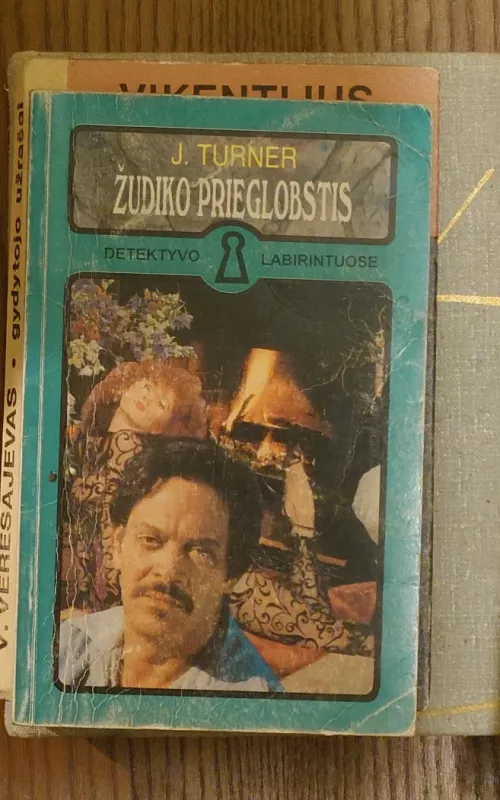 VIKENTIJUS
J. TURNER
ŽUDIKO PRIEGLOBSTIS
DETEKTYVO LABIRINTUOSE
V. VERESAJEVAS • gydytojo užrašai